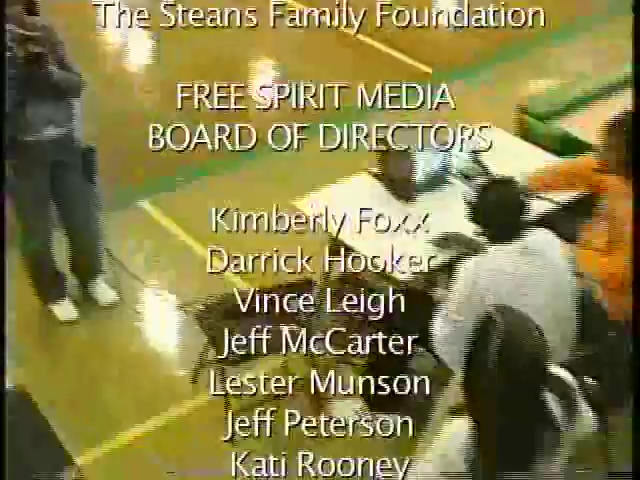 The Steans Family Foundation
FREE SPIRIT MEDIA
BOARD OF DIRECTORS
Kimberly Foxx
Darrick Hooker
Vince Leigh
Jeff McCarter
Lester Munson
Jeff Peterson
Kati Rooney